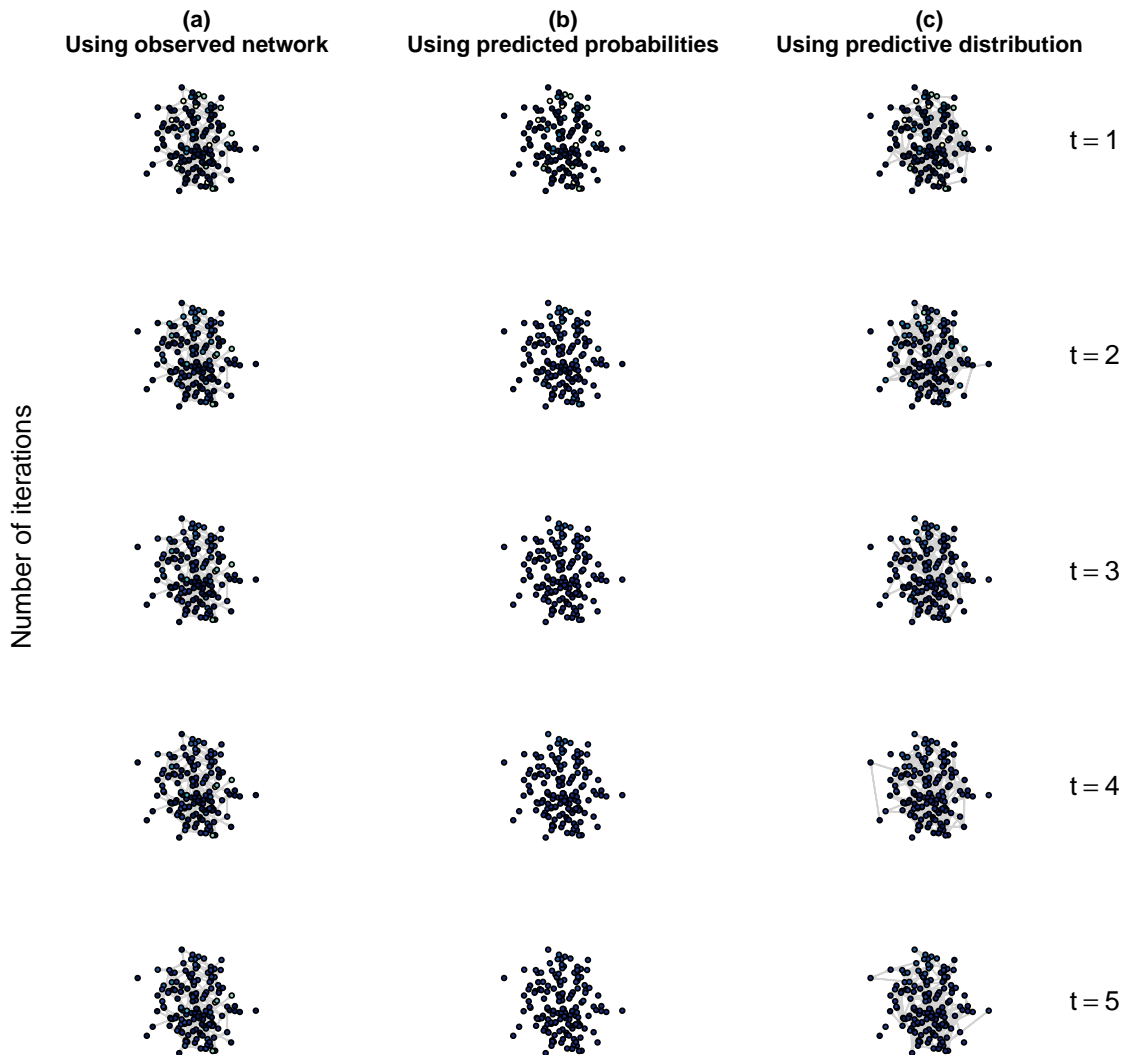 (a)
Using observed network
(b)
Using predicted probabilities
(c)
Using predictive distribution
t = 1
t = 2
Number of iterations
t = 3
t = 4
t = 5